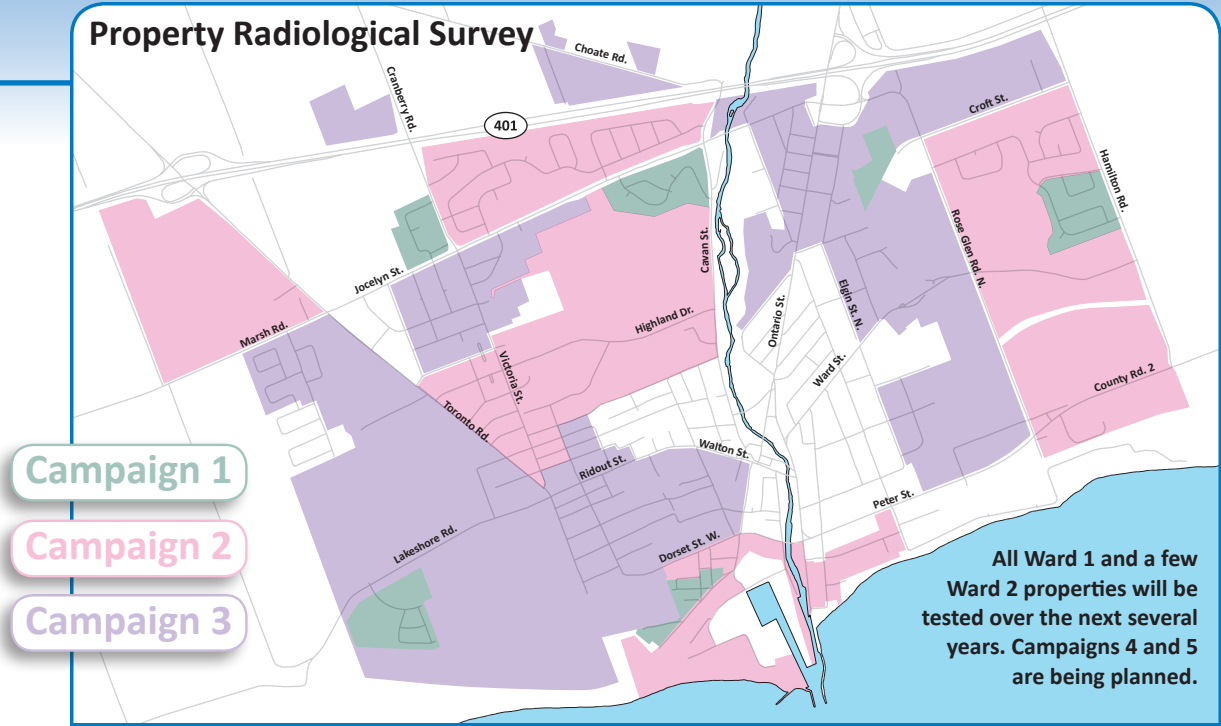 Property Radiological Survey
Choate Rd.
Cranberry Rd.
401
Croft St.
Hamilton Rd.
Rose Glen Rd. N.
Cavan St.
Jocelyn St.
Elgin St. N.
Ontario St.
Highland Dr.
Marsh Rd.
Victoria St.
Ward St.
County Rd. 2
Toronto Rd.
Walton St.
Ridout St.
Campaign 1
Campaign 2
Campaign 3
Peter St.
Lakeshore Rd.
Dorset St. W.
All Ward 1 and a few
Ward 2 properties will be
tested over the next several
years. Campaigns 4 and 5
are being planned.